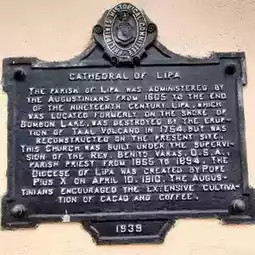 CATHEDRAL OF LIPA
THE PARISH OF LIPA WAS ADMINISTERED BY
THE AUGUSTINIANS FROM 1605 TO THE END
OF THE NINETEENTH CENTURY. LIPA, WHICH
WAS LOCATED FORMERLY ON THE SHORE OF
BOMBON LAKE, WAS DESTROYED BY THE ERUP-
TION OF TAAL VOLCANO IN 1754, BUT WAS
RECONSTRUCTED ON THE PRESENT SITE.
THIS CHURCH WAS BUILT UNDER THE SUPERVI-
SION OF THE REV. BENITO VARAS, O.S.A.,
PARISH PRIEST FROM 1865 TO 1894. THE
DIOCESE OF LIPA WAS CREATED BY POPE
PIUS X ON APRIL 10, 1910. THE AUGUS-
TINIANS ENCOURAGED THE EXTENSIVE CULTIVA-
TION OF CACAO AND COFFEE.
1939